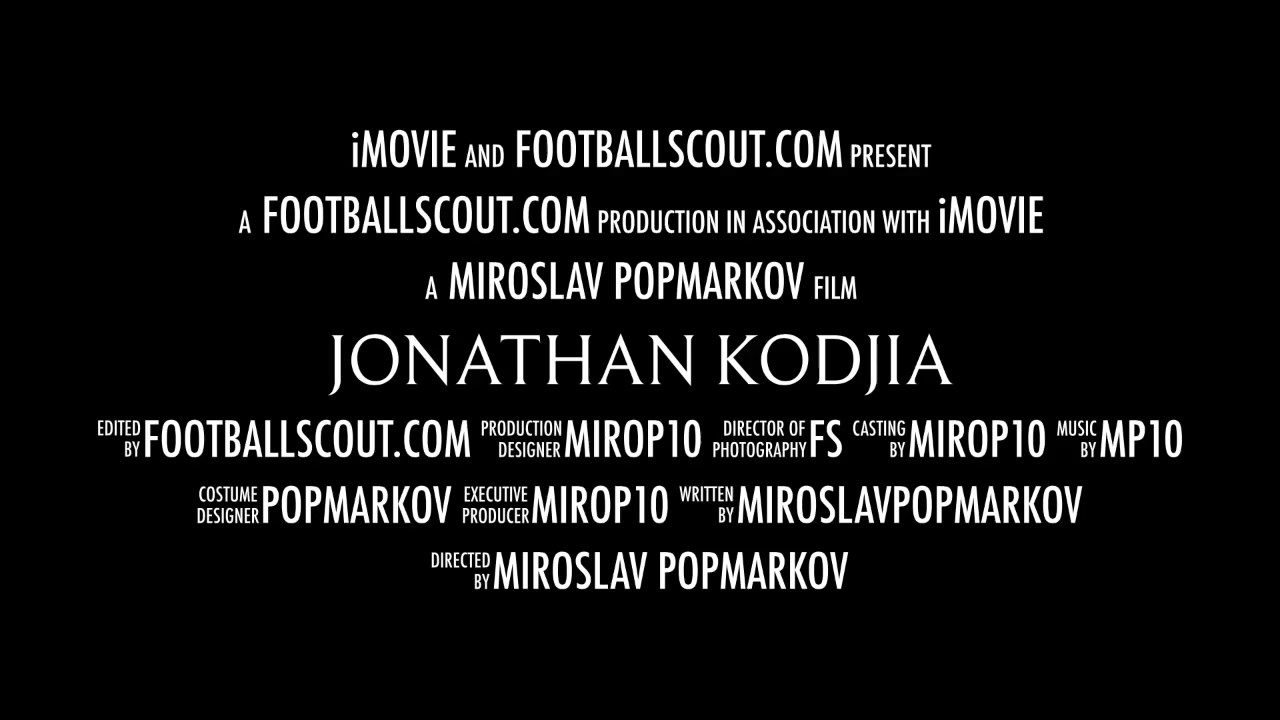 iMOVIE AND FOOTBALLSCOUT.COM PRESENT
A FOOTBALLSCOUT.COM PRODUCTION IN ASSOCIATION WITH iMOVIE
A MIROSLAV POPMARKOV FILM
JONATHAN KODJIA
EDITED BY FOOTBALLSCOUT.COM PRODUCTION DESIGNER MIROP10 DIRECTOR OF PHOTOGRAPHY FS CASTING BY MIROP10 MUSIC BY MP10
COSTUME DESIGNER POPMARKOV EXECUTIVE PRODUCER MIROP10 WRITTEN BY MIROSLAVPOPMARKOV
DIRECTED BY MIROSLAV POPMARKOV